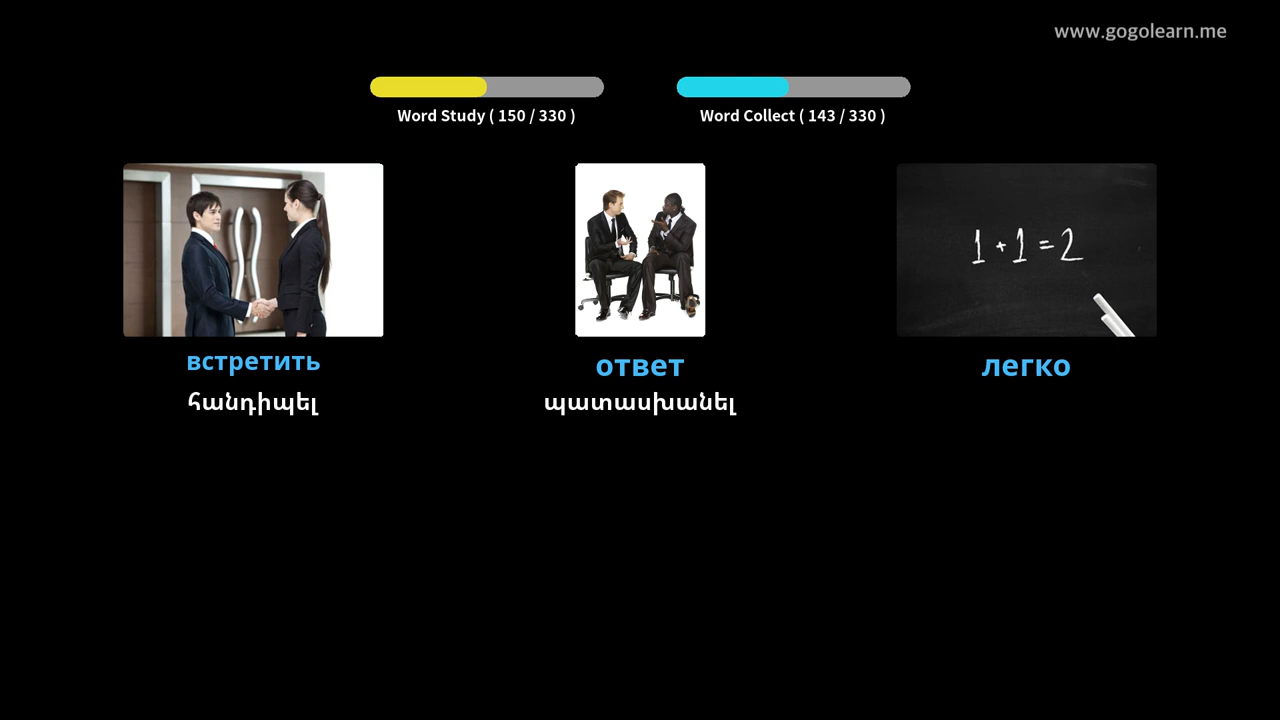 www.gogolearn.me
Word Study ( 150 / 330 )
Word Collect ( 143 / 330 )
1 + 1 = 2
встретить
ответ
легко
հանդիպել
պատասխանել